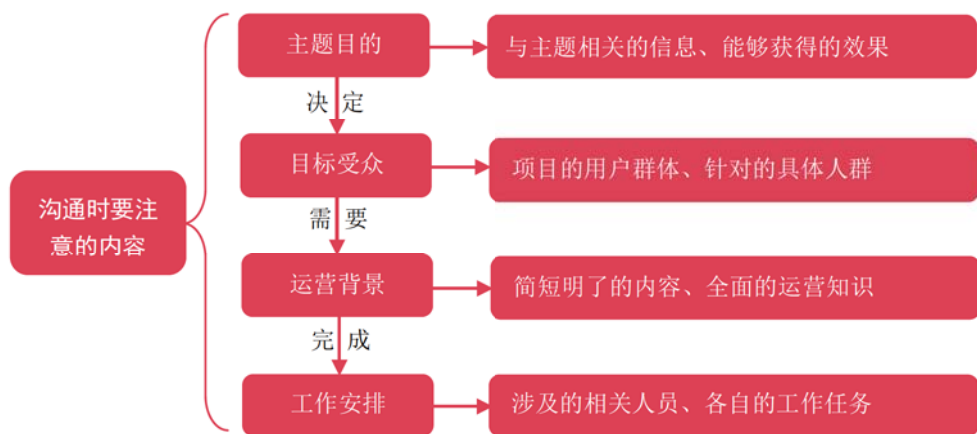 沟通时要注
意的内容
主题目的
与主题相关的信息、能够获得的效果
决定
目标受众
项目的用户群体、针对的具体人群
需要
运营背景
简短明了的内容、全面的运营知识
完成
工作安排
涉及的相关人员、各自的工作任务